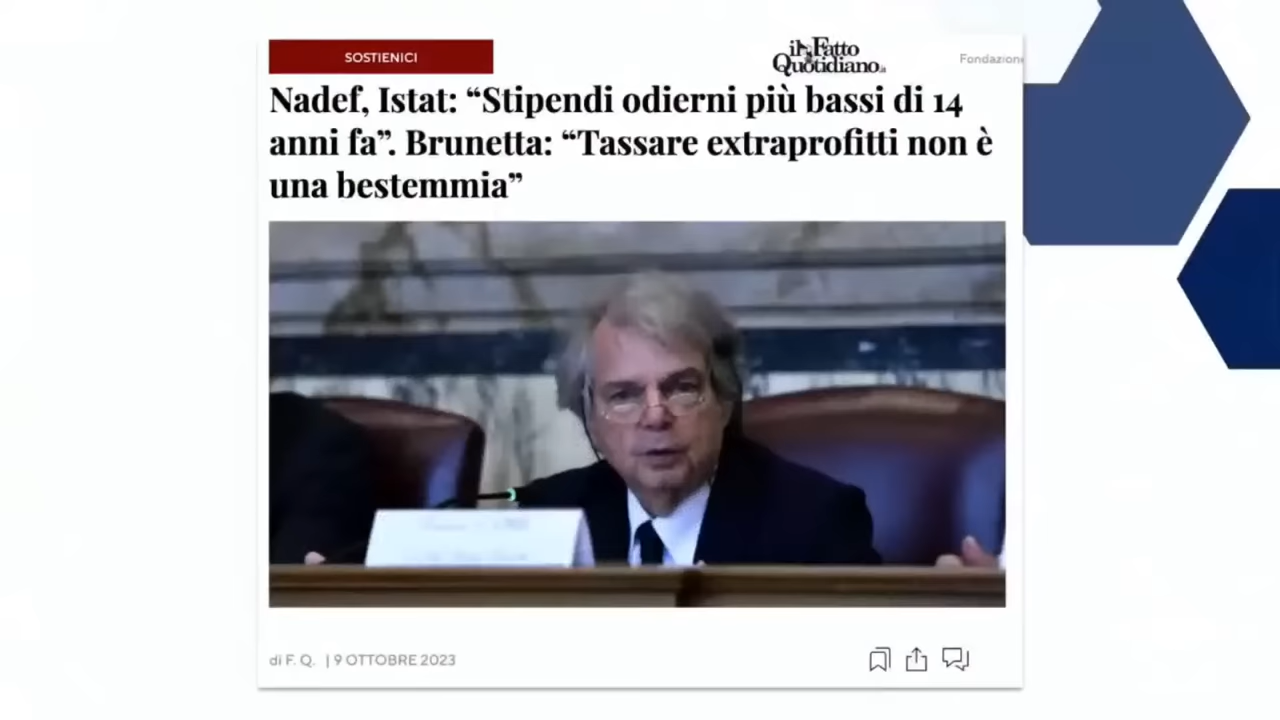 SOSTIENICI
il Fatto
Quotidiano.it
Fondazione
Nadef, Istat: “Stipendi odierni più bassi di 14
anni fa”. Brunetta: “Tassare extraprofitti non è
una bestemmia”
di F. Q. | 9 OTTOBRE 2023